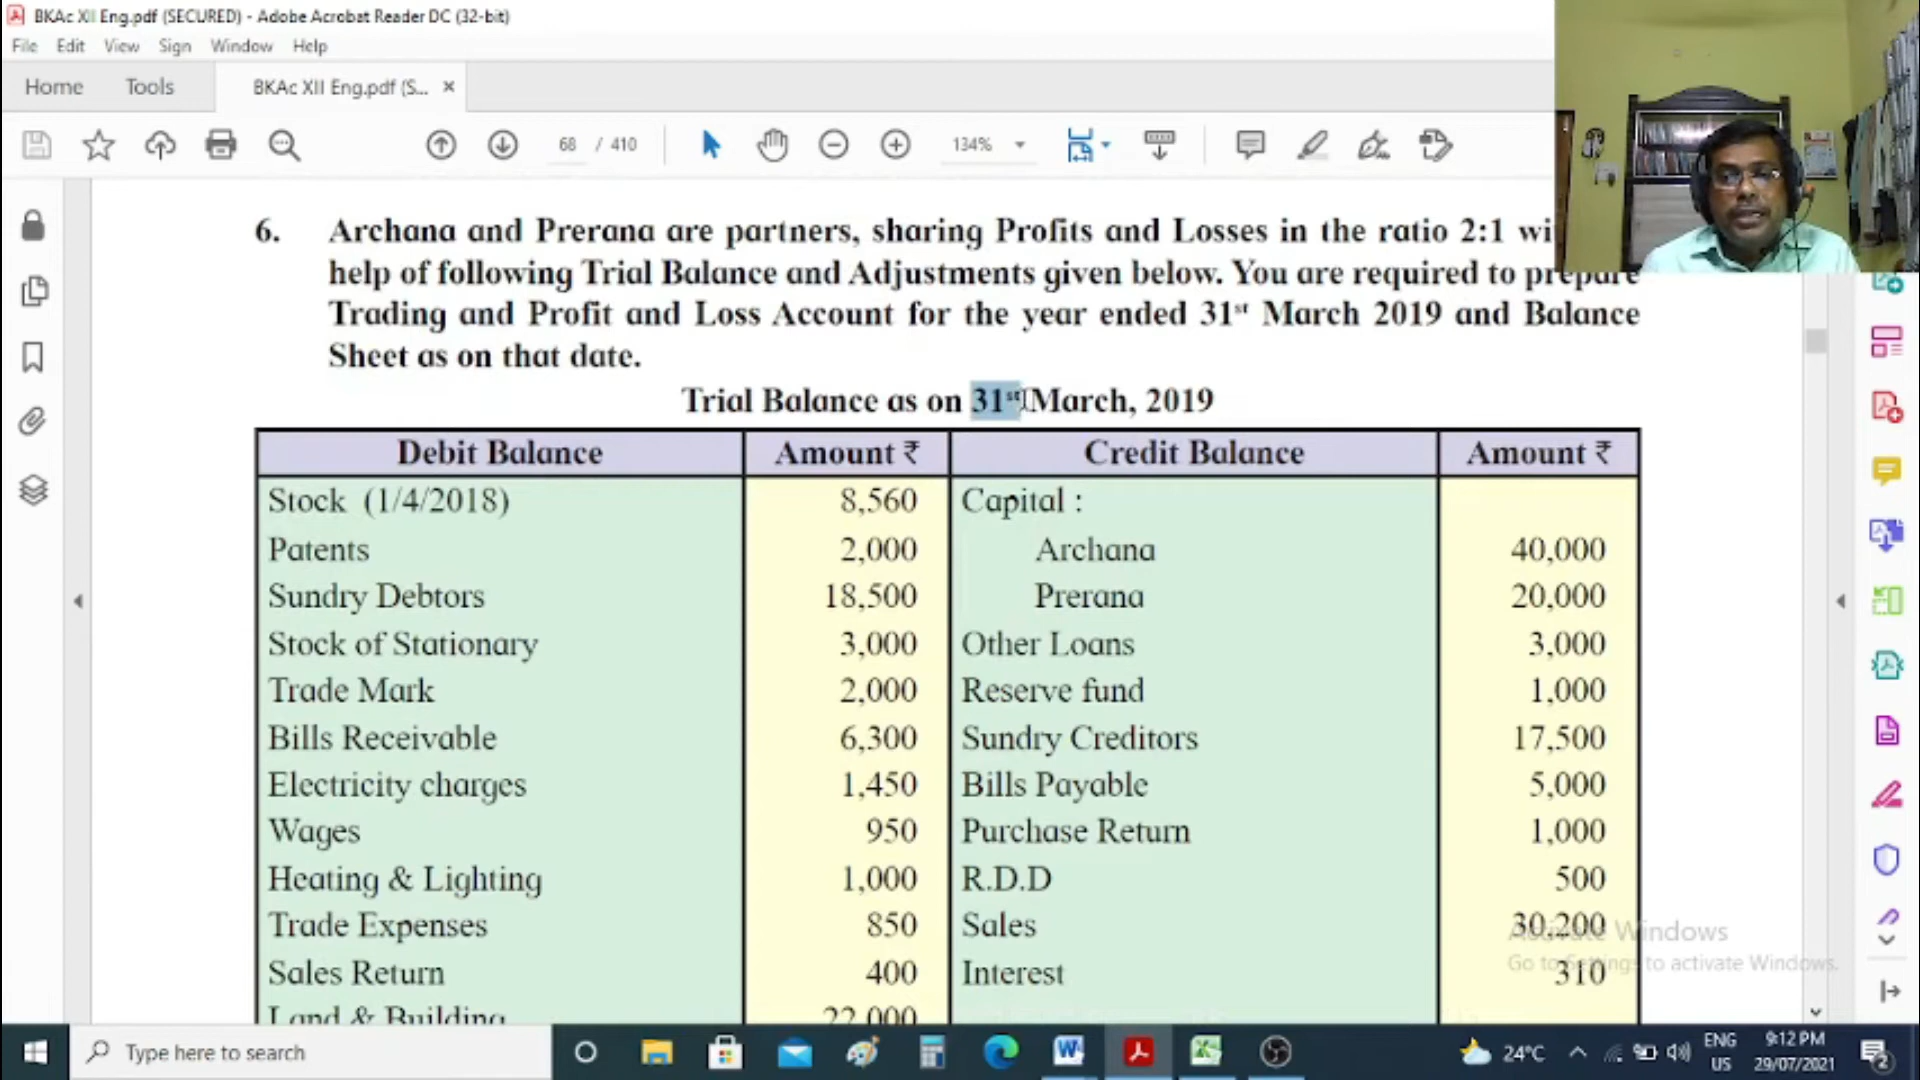 BKAc XII Eng.pdf (SECURED) - Adobe Acrobat Reader DC (32-bit)
File Edit View Sign Window Help
Home Tools BKAc XII Eng.pdf (S... ×
68 / 410 134%
6. Archana and Prerana are partners, sharing Profits and Losses in the ratio 2:1
help of following Trial Balance and Adjustments given below. You are required to prepare
Trading and Profit and Loss Account for the year ended 31st March 2019 and Balance
Sheet as on that date.
Trial Balance as on 31st March, 2019
Debit Balance Amount ₹ Credit Balance Amount ₹
Stock (1/4/2018) 8,560 Capital :
Patents 2,000 Archana 40,000
Sundry Debtors 18,500 Prerana 20,000
Stock of Stationary 3,000 Other Loans 3,000
Trade Mark 2,000 Reserve fund 1,000
Bills Receivable 6,300 Sundry Creditors 17,500
Electricity charges 1,450 Bills Payable 5,000
Wages 950 Purchase Return 1,000
Heating & Lighting 1,000 R.D.D 500
Trade Expenses 850 Sales 30,200
Activate Windows
Go to Settings to activate Windows.
Sales Return 400 Interest 310
Land & Building 22,000
Type here to search
24°C ENG US 9:12 PM 29/07/2021 2